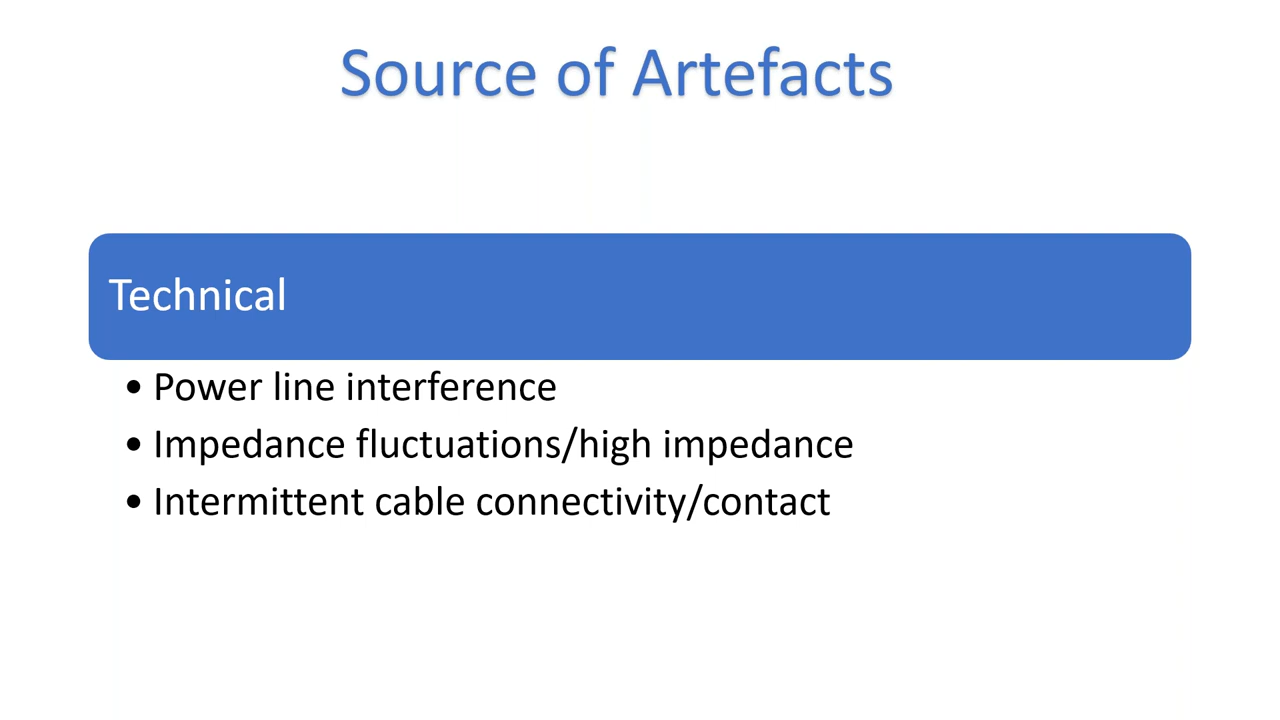 Source of Artefacts
Technical
• Power line interference
• Impedance fluctuations/high impedance
• Intermittent cable connectivity/contact